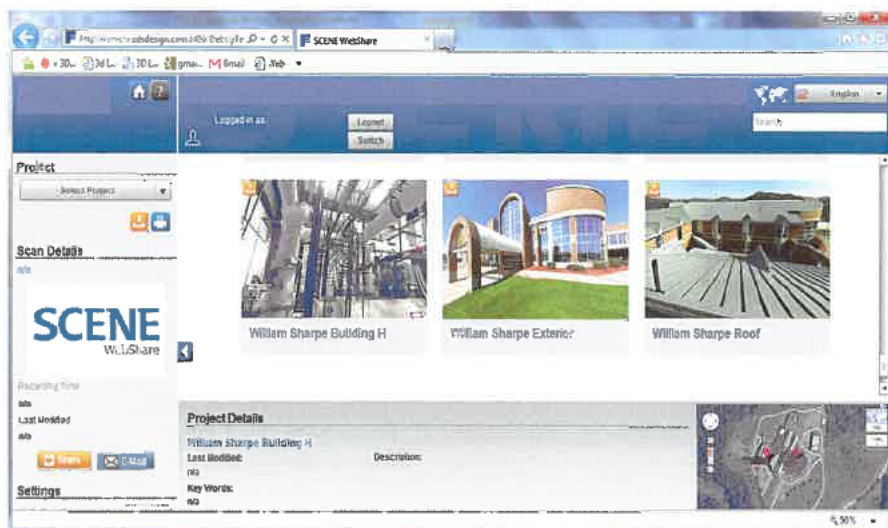 SCENE WebShare
Gmail
Logged in as:
Logout
Switch
English
Search
Project
Select Project
Scan Details
n/a
SCENE
WebShare
William Sharpe Building H
William Sharpe Exterior
William Sharpe Roof
Recording Time
n/a
Last Modified
n/a
Share
E-Mail
Settings
Project Details
William Sharpe Building H
Last Modified:
Description:
n/a
Key Words:
n/a
50%